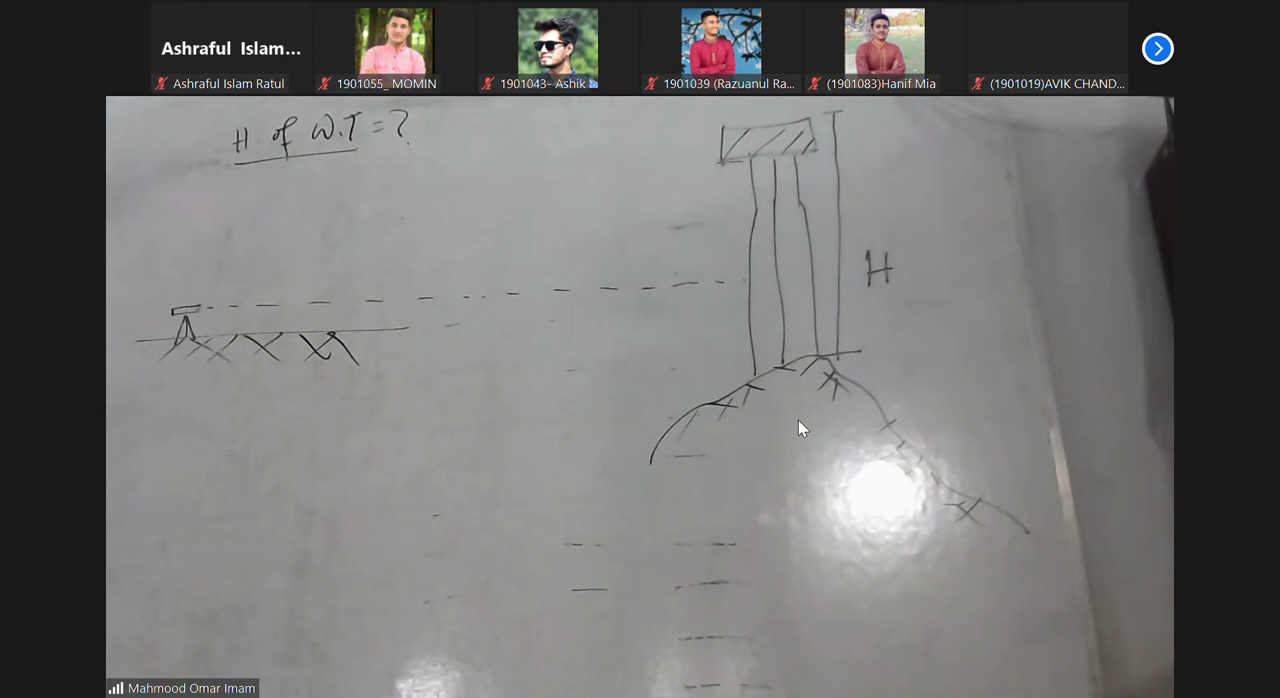 Ashraful Islam...
Ashraful Islam Ratul
1901055_ MOMIN
1901043- Ashik
1901039 (Razuanul Ra...
(1901083)Hanif Mia
(1901019)AVIK CHAND...
H of W.T = ?
H
Mahmood Omar Imam